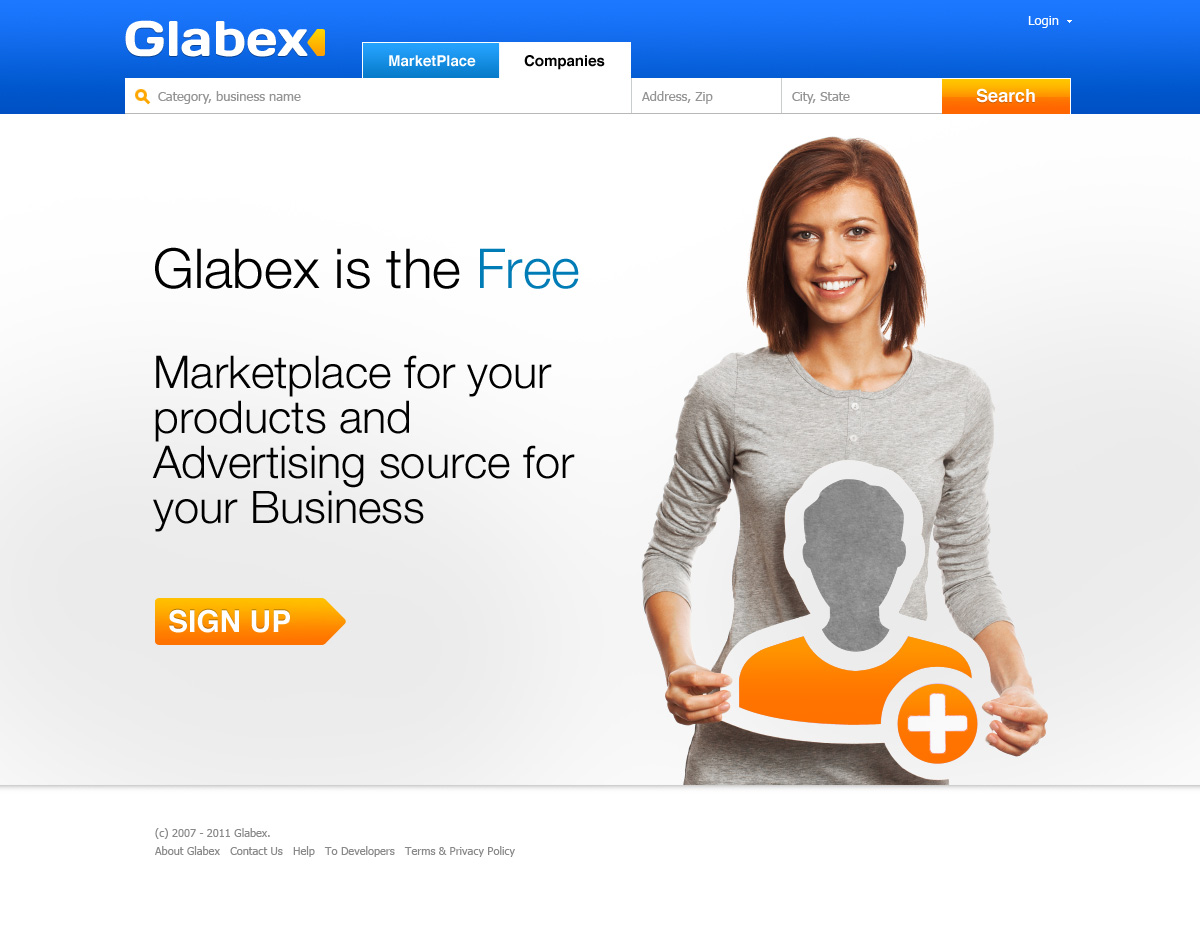 Glabex
Login
MarketPlace
Companies
Category, business name
Address, Zip
City, State
Search
Glabex is the Free
Marketplace for your
products and
Advertising source for
your Business
SIGN UP
(c) 2007 - 2011 Glabex.
About Glabex Contact Us Help To Developers Terms & Privacy Policy